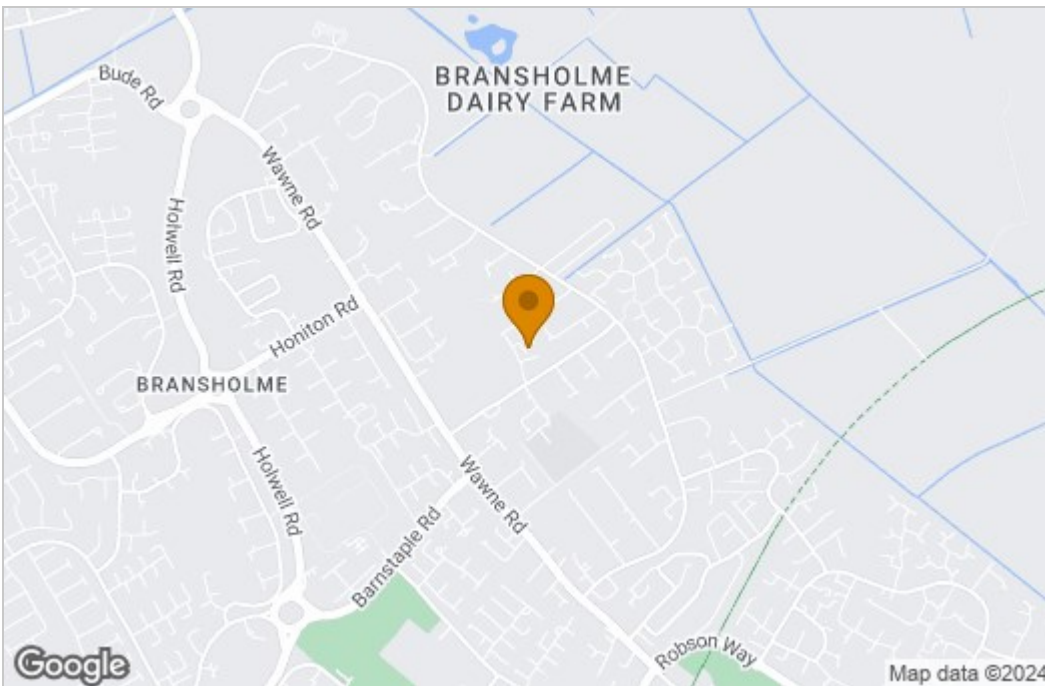 BRANSHOLME
DAIRY FARM
Bude Rd
Wawne Rd
Holwell Rd
Honiton Rd
BRANSHOLME
Holwell Rd
Wawne Rd
Barnstaple Rd
Robson Way
Google
Map data ©2024